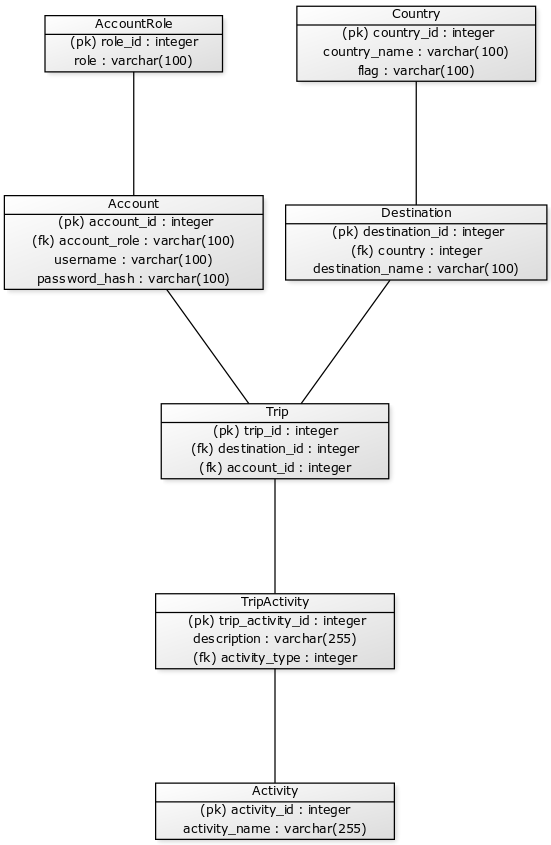 AccountRole
(pk) role_id : integer
role : varchar(100)
Country
(pk) country_id : integer
country_name : varchar(100)
flag : varchar(100)
Account
(pk) account_id : integer
(fk) account_role : varchar(100)
username : varchar(100)
password_hash : varchar(100)
Destination
(pk) destination_id : integer
(fk) country : integer
destination_name : varchar(100)
Trip
(pk) trip_id : integer
(fk) destination_id : integer
(fk) account_id : integer
TripActivity
(pk) trip_activity_id : integer
description : varchar(255)
(fk) activity_type : integer
Activity
(pk) activity_id : integer
activity_name : varchar(255)